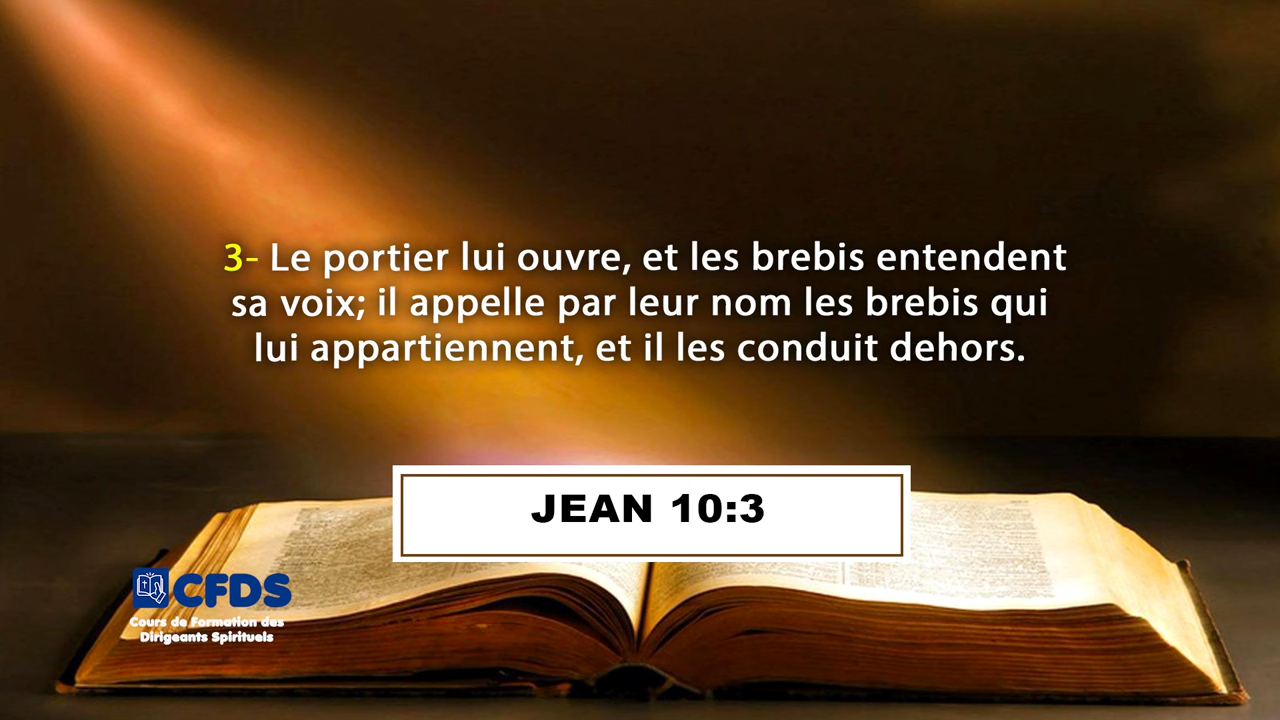 3- Le portier lui ouvre, et les brebis entendent
sa voix; il appelle par leur nom les brebis qui
lui appartiennent, et il les conduit dehors.
JEAN 10:3
CFDS
Cours de Formation des
Dirigeants Spirituels